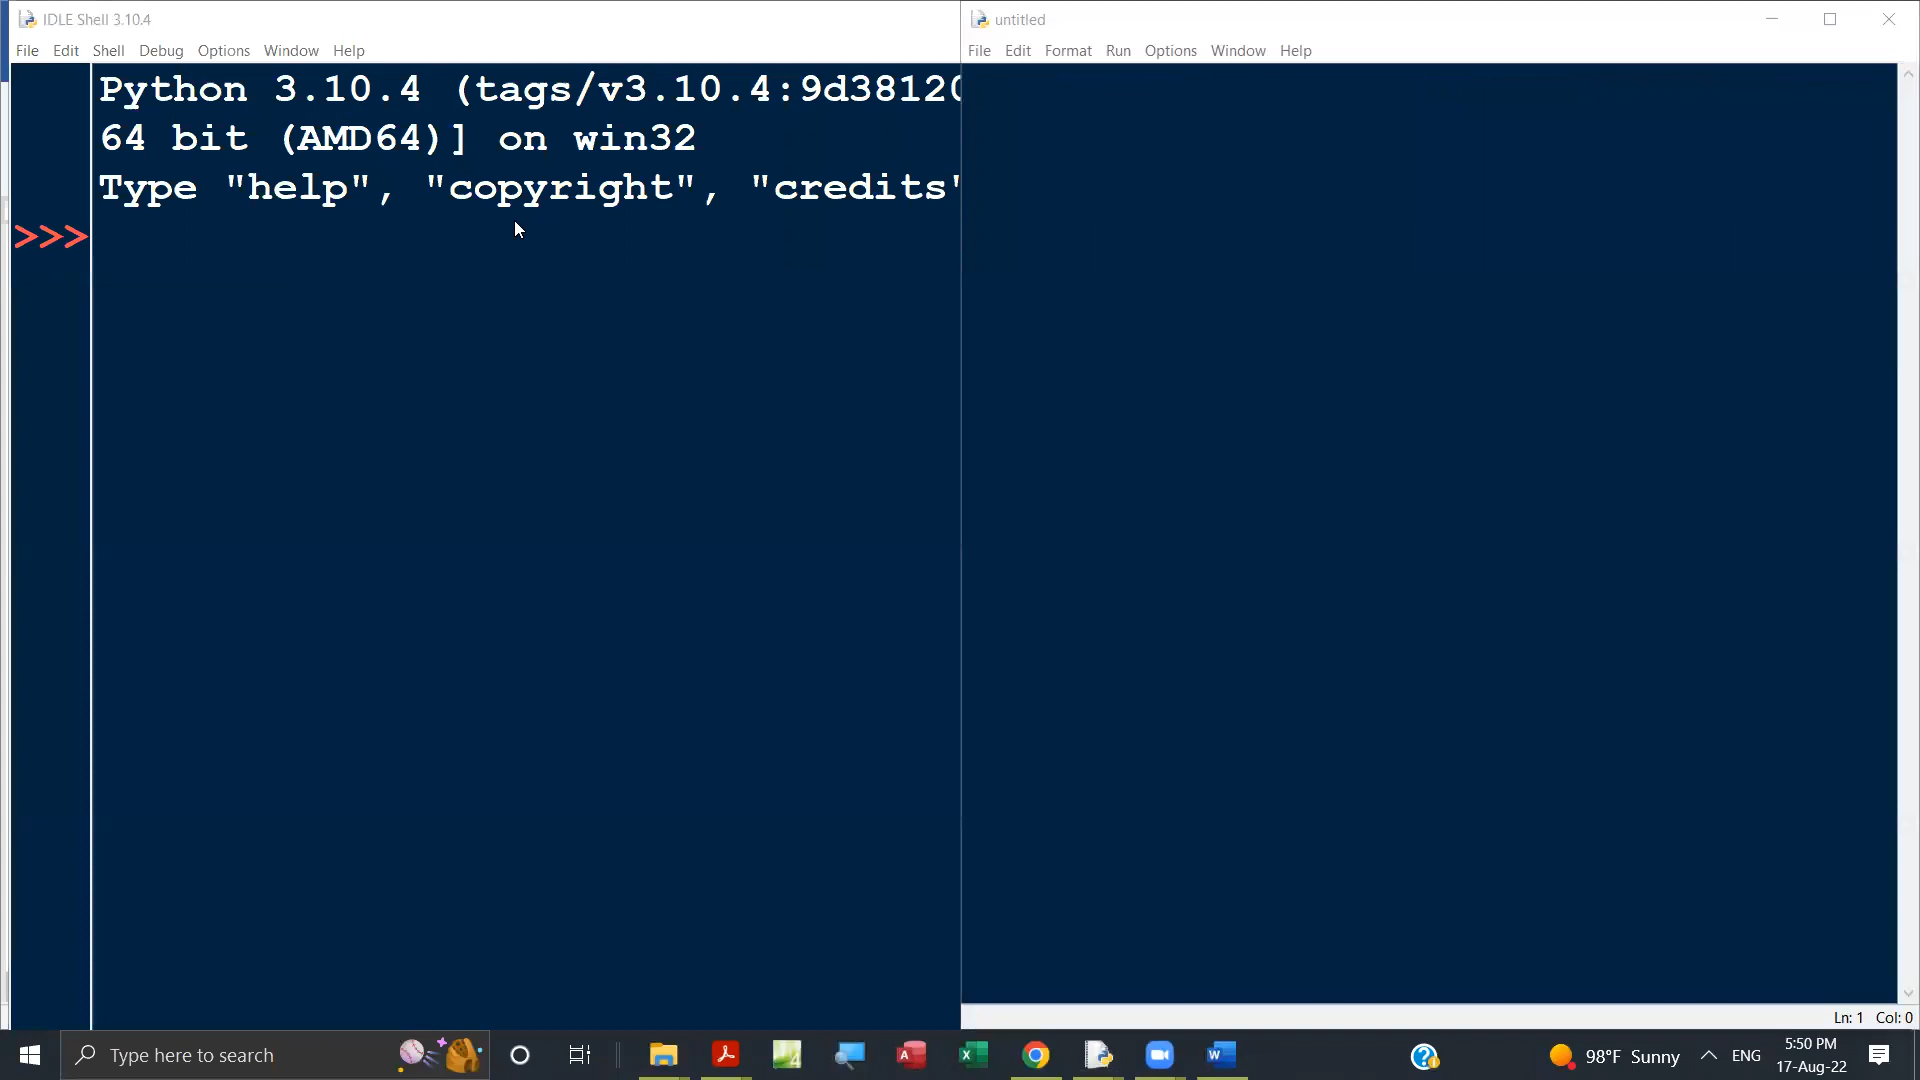 IDLE Shell 3.10.4
File Edit Shell Debug Options Window Help
Python 3.10.4 (tags/v3.10.4:9d38120
64 bit (AMD64)] on win32
Type "help", "copyright", "credits"
>>>
untitled
File Edit Format Run Options Window Help
Ln: 1 Col: 0
Type here to search
98°F Sunny
ENG
5:50 PM
17-Aug-22